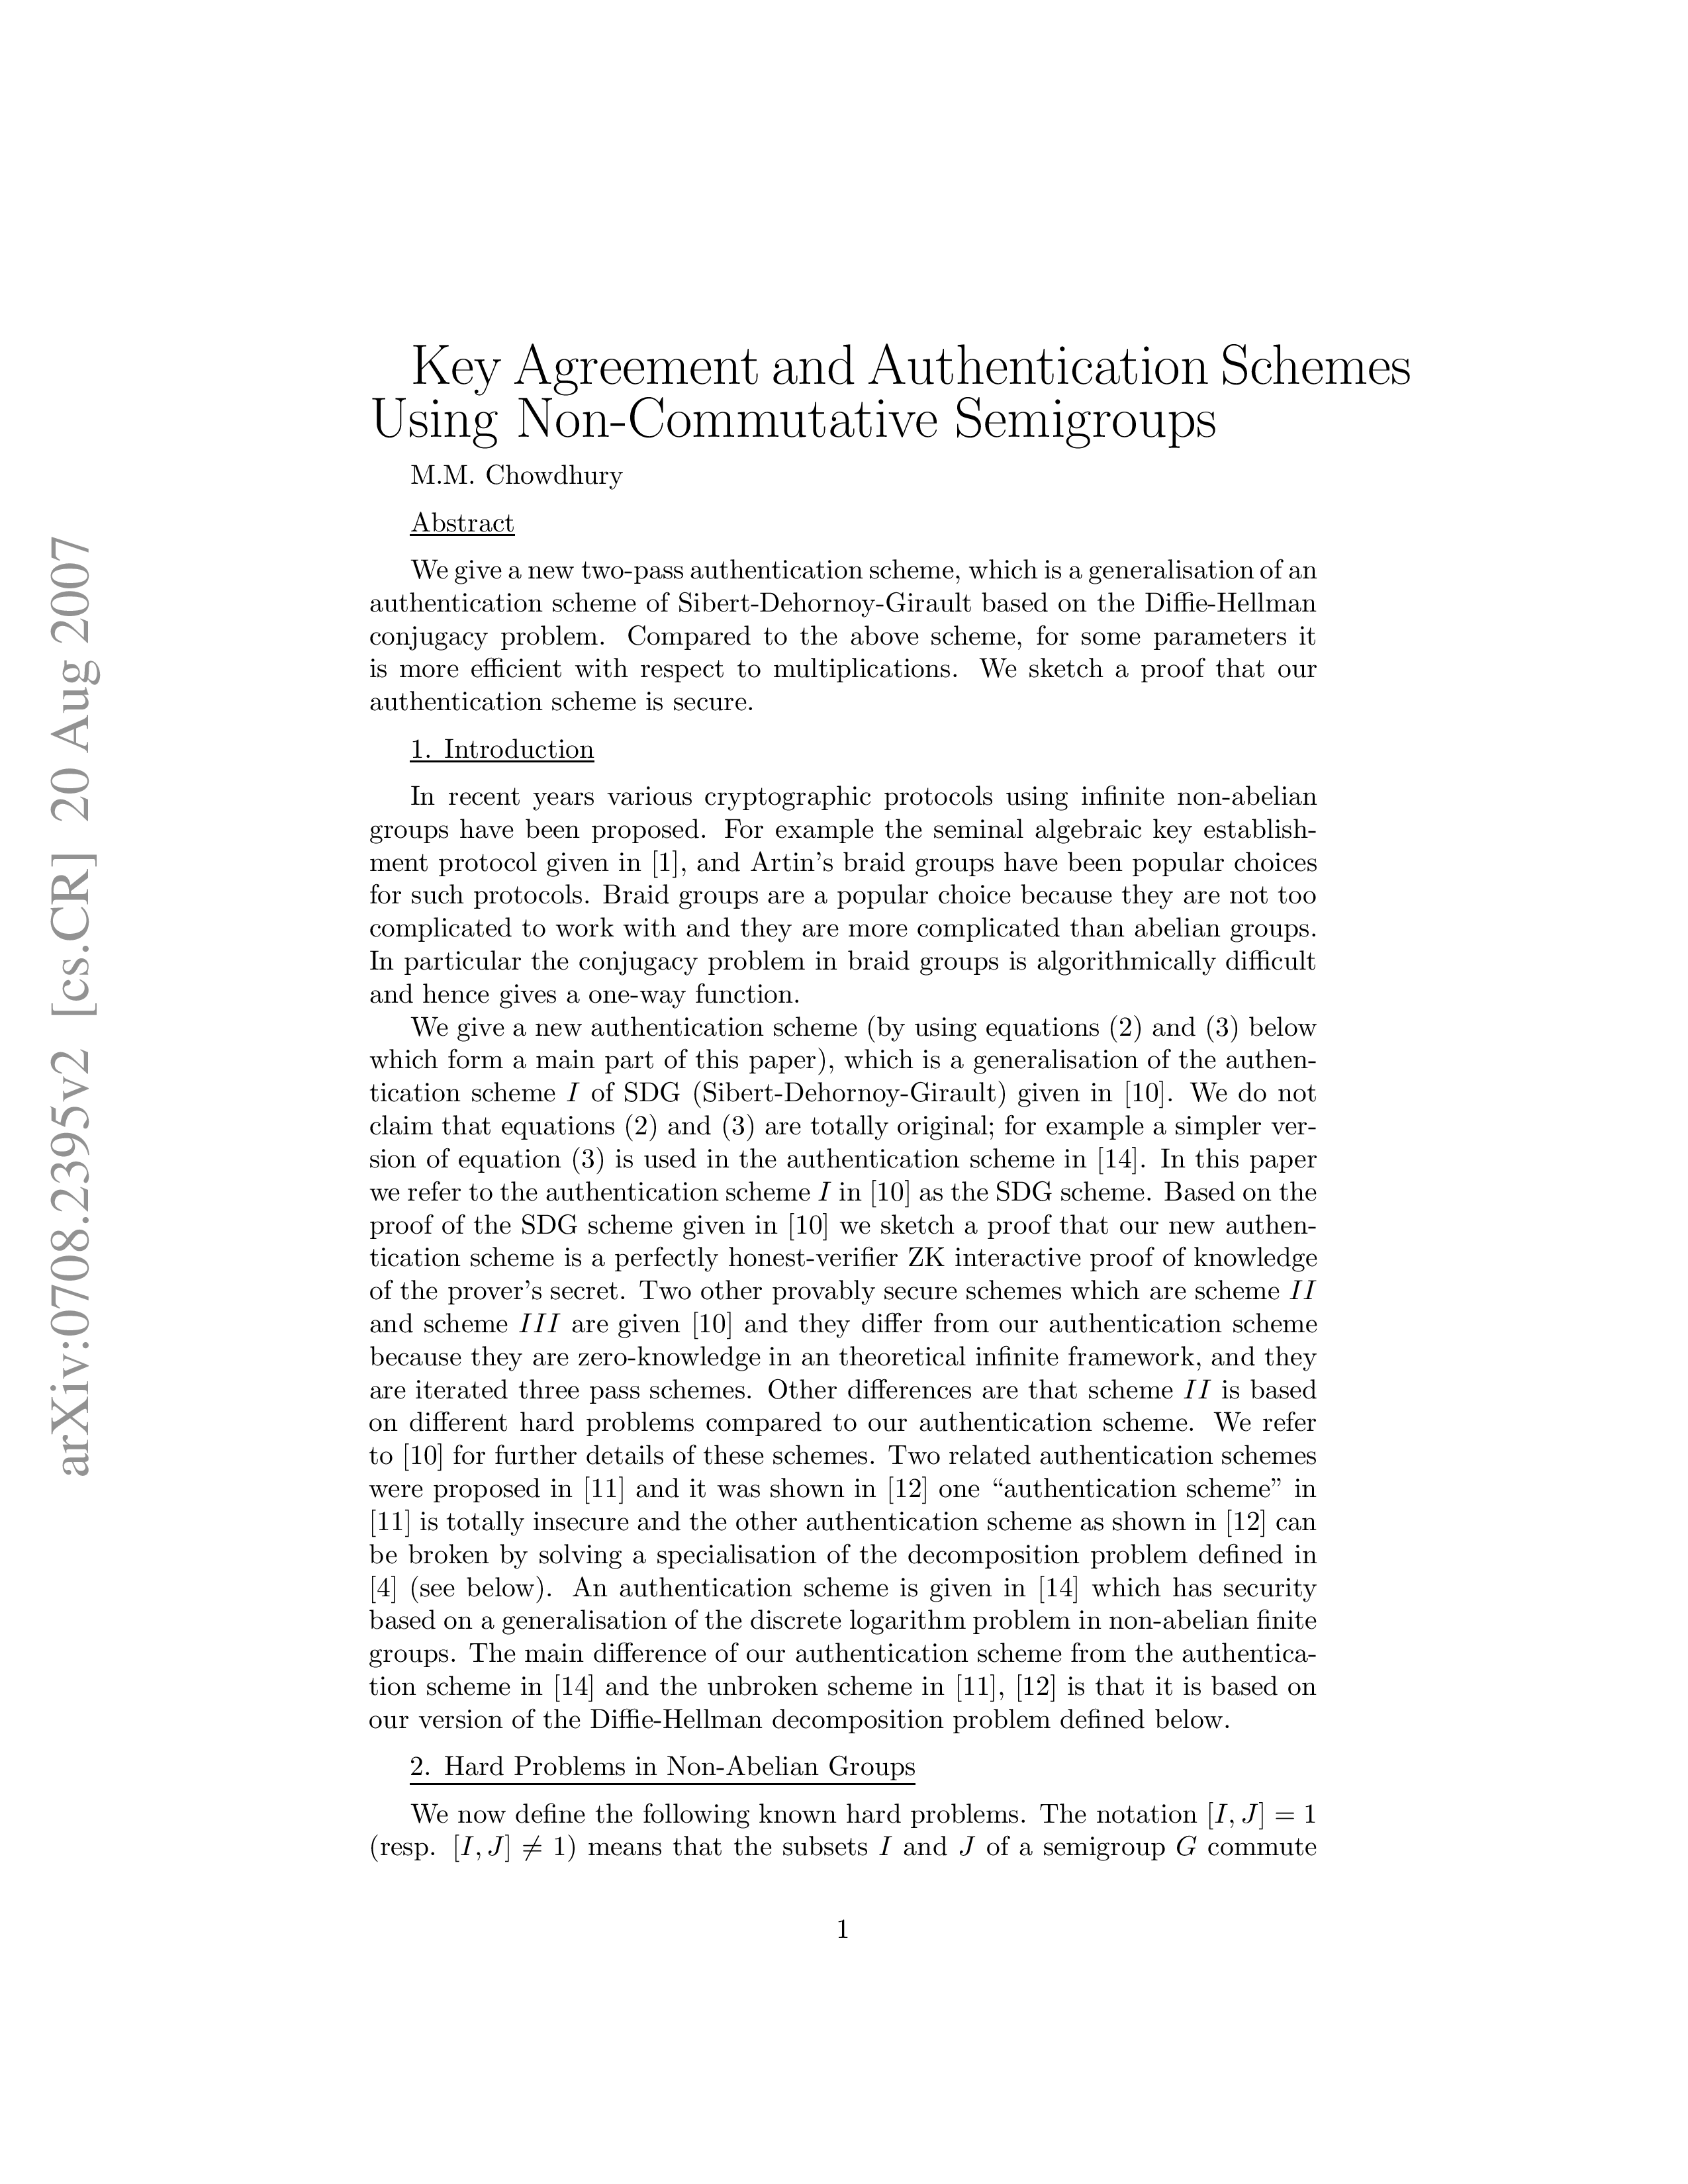 arXiv:0708.2395v2 [cs.CR] 20 Aug 2007
Key Agreement and Authentication Schemes
Using Non-Commutative Semigroups
M.M. Chowdhury
Abstract
We give a new two-pass authentication scheme, which is a generalisation of an
authentication scheme of Sibert-Dehornoy-Girault based on the Diffie-Hellman
conjugacy problem. Compared to the above scheme, for some parameters it
is more efficient with respect to multiplications. We sketch a proof that our
authentication scheme is secure.
1. Introduction
In recent years various cryptographic protocols using infinite non-abelian
groups have been proposed. For example the seminal algebraic key establish-
ment protocol given in [1], and Artin's braid groups have been popular choices
for such protocols. Braid groups are a popular choice because they are not too
complicated to work with and they are more complicated than abelian groups.
In particular the conjugacy problem in braid groups is algorithmically difficult
and hence gives a one-way function.
We give a new authentication scheme (by using equations (2) and (3) below
which form a main part of this paper), which is a generalisation of the authen-
tication scheme I of SDG (Sibert-Dehornoy-Girault) given in [10]. We do not
claim that equations (2) and (3) are totally original; for example a simpler ver-
sion of equation (3) is used in the authentication scheme in [14]. In this paper
we refer to the authentication scheme I in [10] as the SDG scheme. Based on the
proof of the SDG scheme given in [10] we sketch a proof that our new authen-
tication scheme is a perfectly honest-verifier ZK interactive proof of knowledge
of the prover's secret. Two other provably secure schemes which are scheme II
and scheme III are given [10] and they differ from our authentication scheme
because they are zero-knowledge in an theoretical infinite framework, and they
are iterated three pass schemes. Other differences are that scheme II is based
on different hard problems compared to our authentication scheme. We refer
to [10] for further details of these schemes. Two related authentication schemes
were proposed in [11] and it was shown in [12] one “authentication scheme” in
[11] is totally insecure and the other authentication scheme as shown in [12] can
be broken by solving a specialisation of the decomposition problem defined in
[4] (see below). An authentication scheme is given in [14] which has security
based on a generalisation of the discrete logarithm problem in non-abelian finite
groups. The main difference of our authentication scheme from the authentica-
tion scheme in [14] and the unbroken scheme in [11], [12] is that it is based on
our version of the Diffie-Hellman decomposition problem defined below.
2. Hard Problems in Non-Abelian Groups
We now define the following known hard problems. The notation [I, J] = 1
(resp. [I, J] ≠ 1) means that the subsets I and J of a semigroup G commute
1